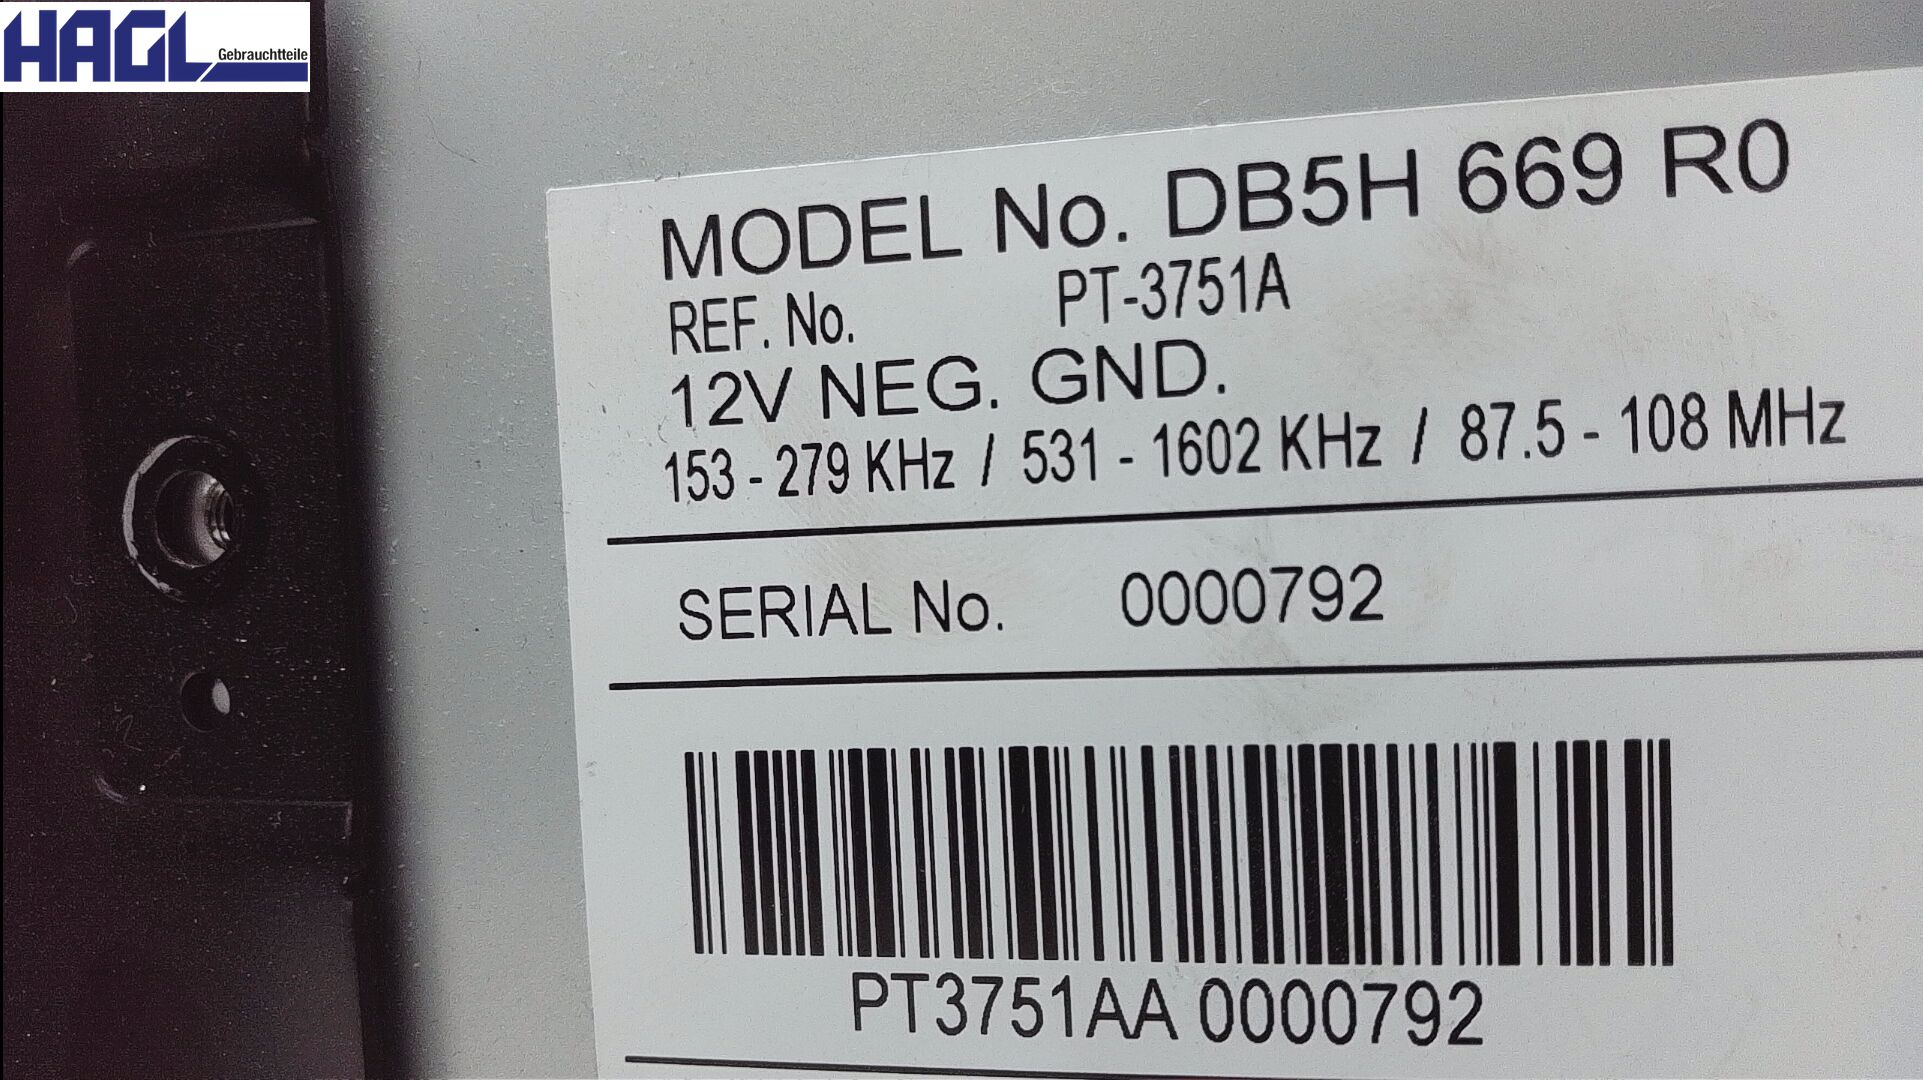 HAGL Gebrauchtteile
MODEL No. DB5H 669 R0
REF. No. PT-3751A
12V NEG. GND.
153 - 279 KHz / 531 - 1602 KHz / 87.5 - 108 MHz
SERIAL No. 0000792
PT3751AA 0000792